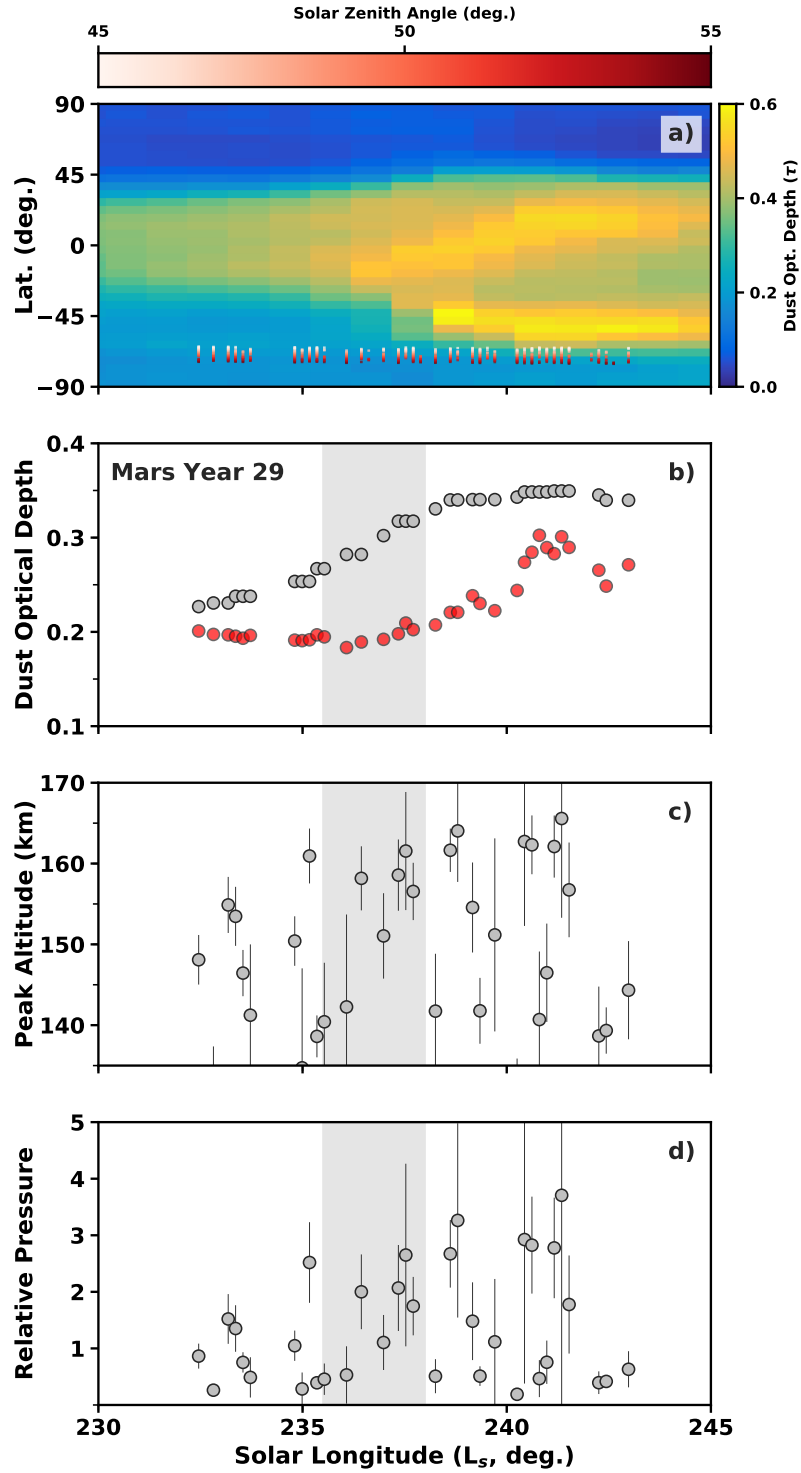 Solar Zenith Angle (deg.)
45 50 55
90
45
0
−45
−90
Lat. (deg.)
a)
0.6
0.4
0.2
0.0
Dust Opt. Depth (τ)
0.4
0.3
0.2
0.1
Dust Optical Depth
Mars Year 29
b)
170
160
150
140
Peak Altitude (km)
c)
5
4
3
2
1
Relative Pressure
d)
230 235 240 245
Solar Longitude (Ls, deg.)